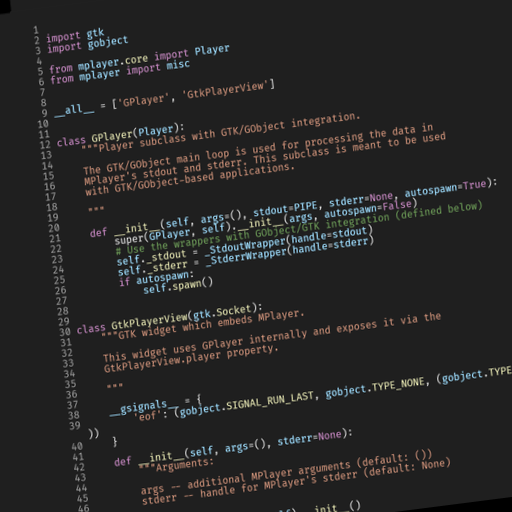 1
2 import gtk
3 import gobject
4
5 from mplayer.core import Player
6 from mplayer import misc
7
8
9 __all__ = ['GPlayer', 'GtkPlayerView']
10
11
12 class GPlayer(Player):
13 """Player subclass with GTK/GObject integration.
14
15 The GTK/GObject main loop is used for processing the data in
16 MPlayer's stdout and stderr. This subclass is meant to be used
17 with GTK/GObject-based applications.
18
19 """
20
21 def __init__(self, args=(), stdout=PIPE, stderr=None, autospawn=True):
22 super(GPlayer, self).__init__(args, autospawn=False)
23 # Use the wrappers with GObject/GTK integration (defined below)
24 self._stdout = _StdoutWrapper(handle=stdout)
25 self._stderr = _StderrWrapper(handle=stderr)
26 if autospawn:
27 self.spawn()
28
29
30 class GtkPlayerView(gtk.Socket):
31 """GTK widget which embeds MPlayer.
32
33 This widget uses GPlayer internally and exposes it via the
34 GtkPlayerView.player property.
35
36 """
37
38 __gsignals__ = {
39 'eof': (gobject.SIGNAL_RUN_LAST, gobject.TYPE_NONE, (gobject.TYPE
))
40 }
41
42 def __init__(self, args=(), stderr=None):
43 """Arguments:
44
45 args -- additional MPlayer arguments (default: ())
46 stderr -- handle for MPlayer's stderr (default: None)